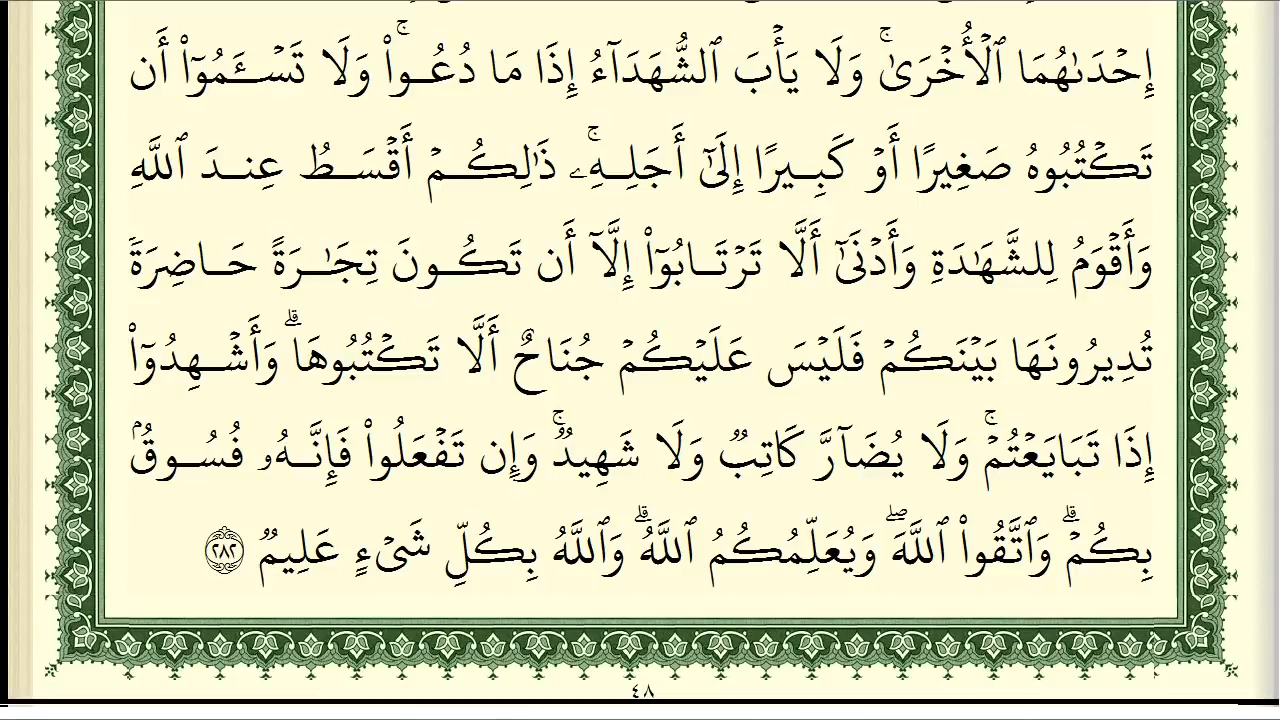 إِحْدَىٰهُمَا ٱلْأُخْرَىٰ ۚ وَلَا يَأْبَ ٱلشُّهَدَآءُ إِذَا مَا دُعُوا۟ ۚ وَلَا تَسْـَٔمُوٓا۟ أَن
تَكْتُبُوهُ صَغِيرًا أَوْ كَبِيرًا إِلَىٰٓ أَجَلِهِۦ ۚ ذَٰلِكُمْ أَقْسَطُ عِندَ ٱللَّهِ
وَأَقْوَمُ لِلشَّهَـٰدَةِ وَأَدْنَىٰٓ أَلَّا تَرْتَابُوٓا۟ إِلَّآ أَن تَكُونَ تِجَـٰرَةً حَاضِرَةً
تُدِيرُونَهَا بَيْنَكُمْ فَلَيْسَ عَلَيْكُمْ جُنَاحٌ أَلَّا تَكْتُبُوهَا ۗ وَأَشْهِدُوٓا۟
إِذَا تَبَايَعْتُمْ ۚ وَلَا يُضَآرَّ كَاتِبٌ وَلَا شَهِيدٌ ۚ وَإِن تَفْعَلُوا۟ فَإِنَّهُۥ فُسُوقٌۢ
بِكُمْ ۗ وَٱتَّقُوا۟ ٱللَّهَ ۖ وَيُعَلِّمُكُمُ ٱللَّهُ ۗ وَٱللَّهُ بِكُلِّ شَىْءٍ عَلِيمٌ ٢٨٢
٤٨